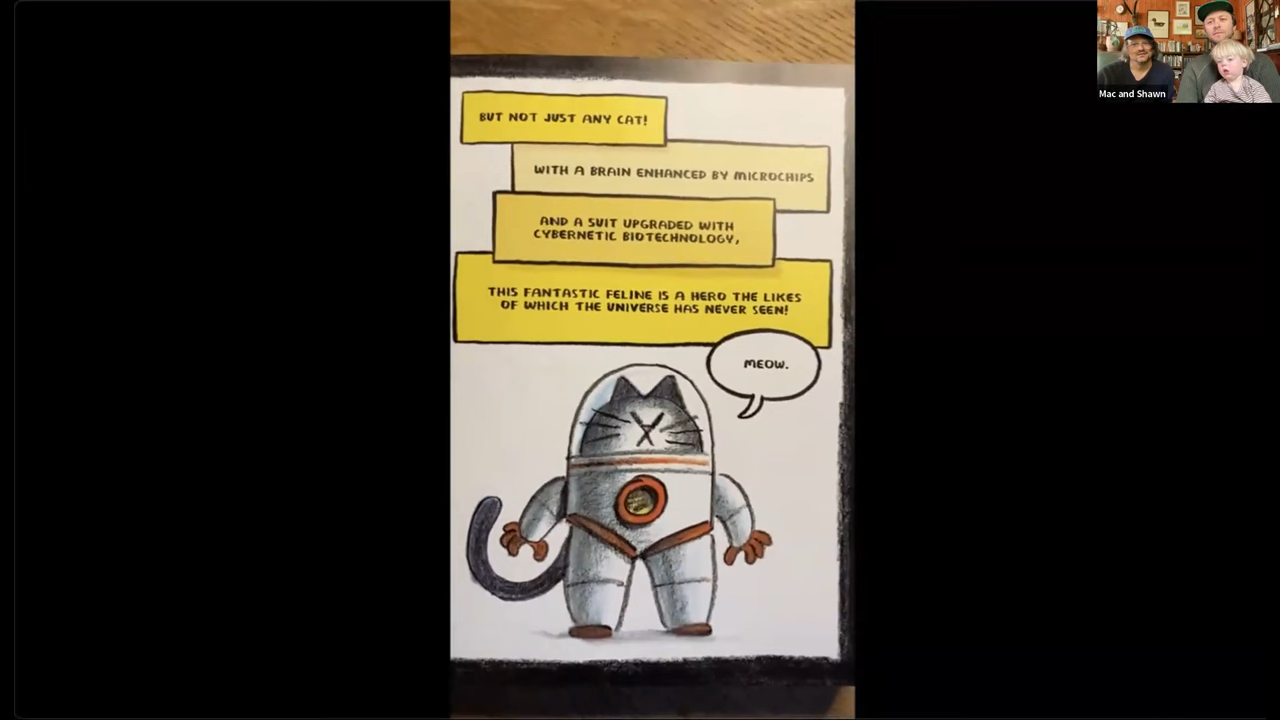 BUT NOT JUST ANY CAT!
WITH A BRAIN ENHANCED BY MICROCHIPS
AND A SUIT UPGRADED WITH
CYBERNETIC BIOTECHNOLOGY,
THIS FANTASTIC FELINE IS A HERO THE LIKES
OF WHICH THE UNIVERSE HAS NEVER SEEN!
MEOW.
Mac and Shawn